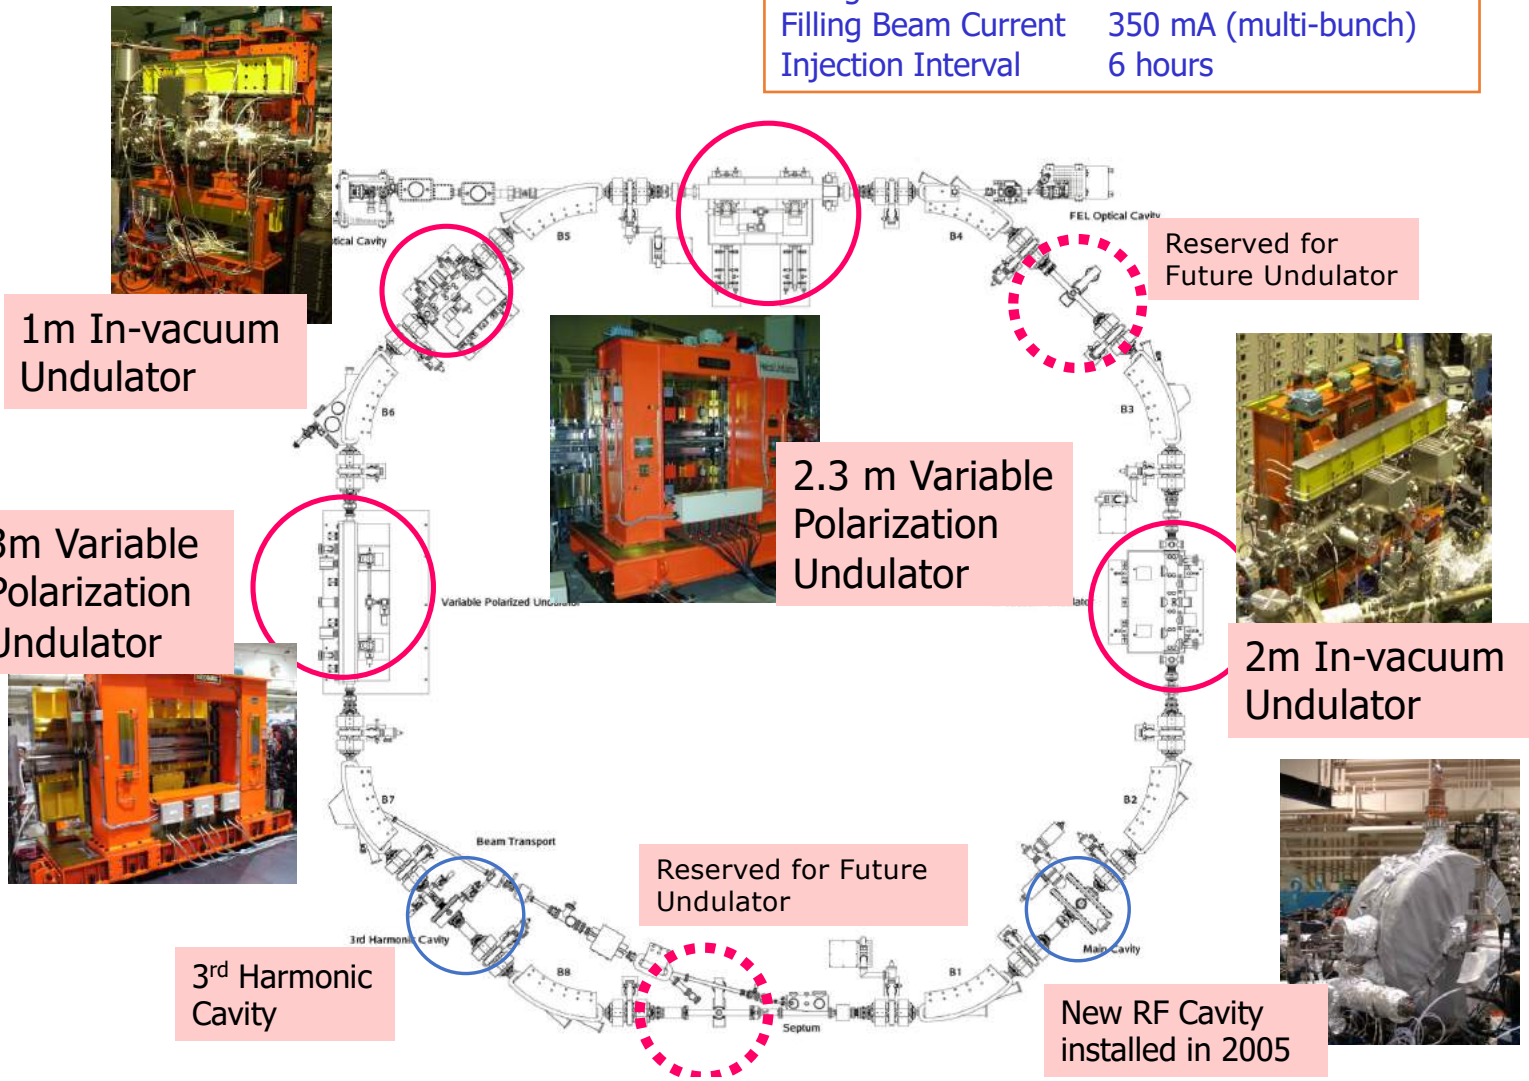 Filling Beam Current 350 mA (multi-bunch)
Injection Interval 6 hours
FEL Optical Cavity
Optical Cavity
B5
B4
Reserved for
Future Undulator
1m In-vacuum
Undulator
B6
B3
2.3 m Variable
Polarization
Undulator
3m Variable
Polarization
Undulator
Variable Polarized Undulator
2m In-vacuum
Undulator
B7
B2
Beam Transport
Reserved for Future
Undulator
3rd Harmonic Cavity
Main Cavity
3rd Harmonic
Cavity
B8
B1
Septum
New RF Cavity
installed in 2005